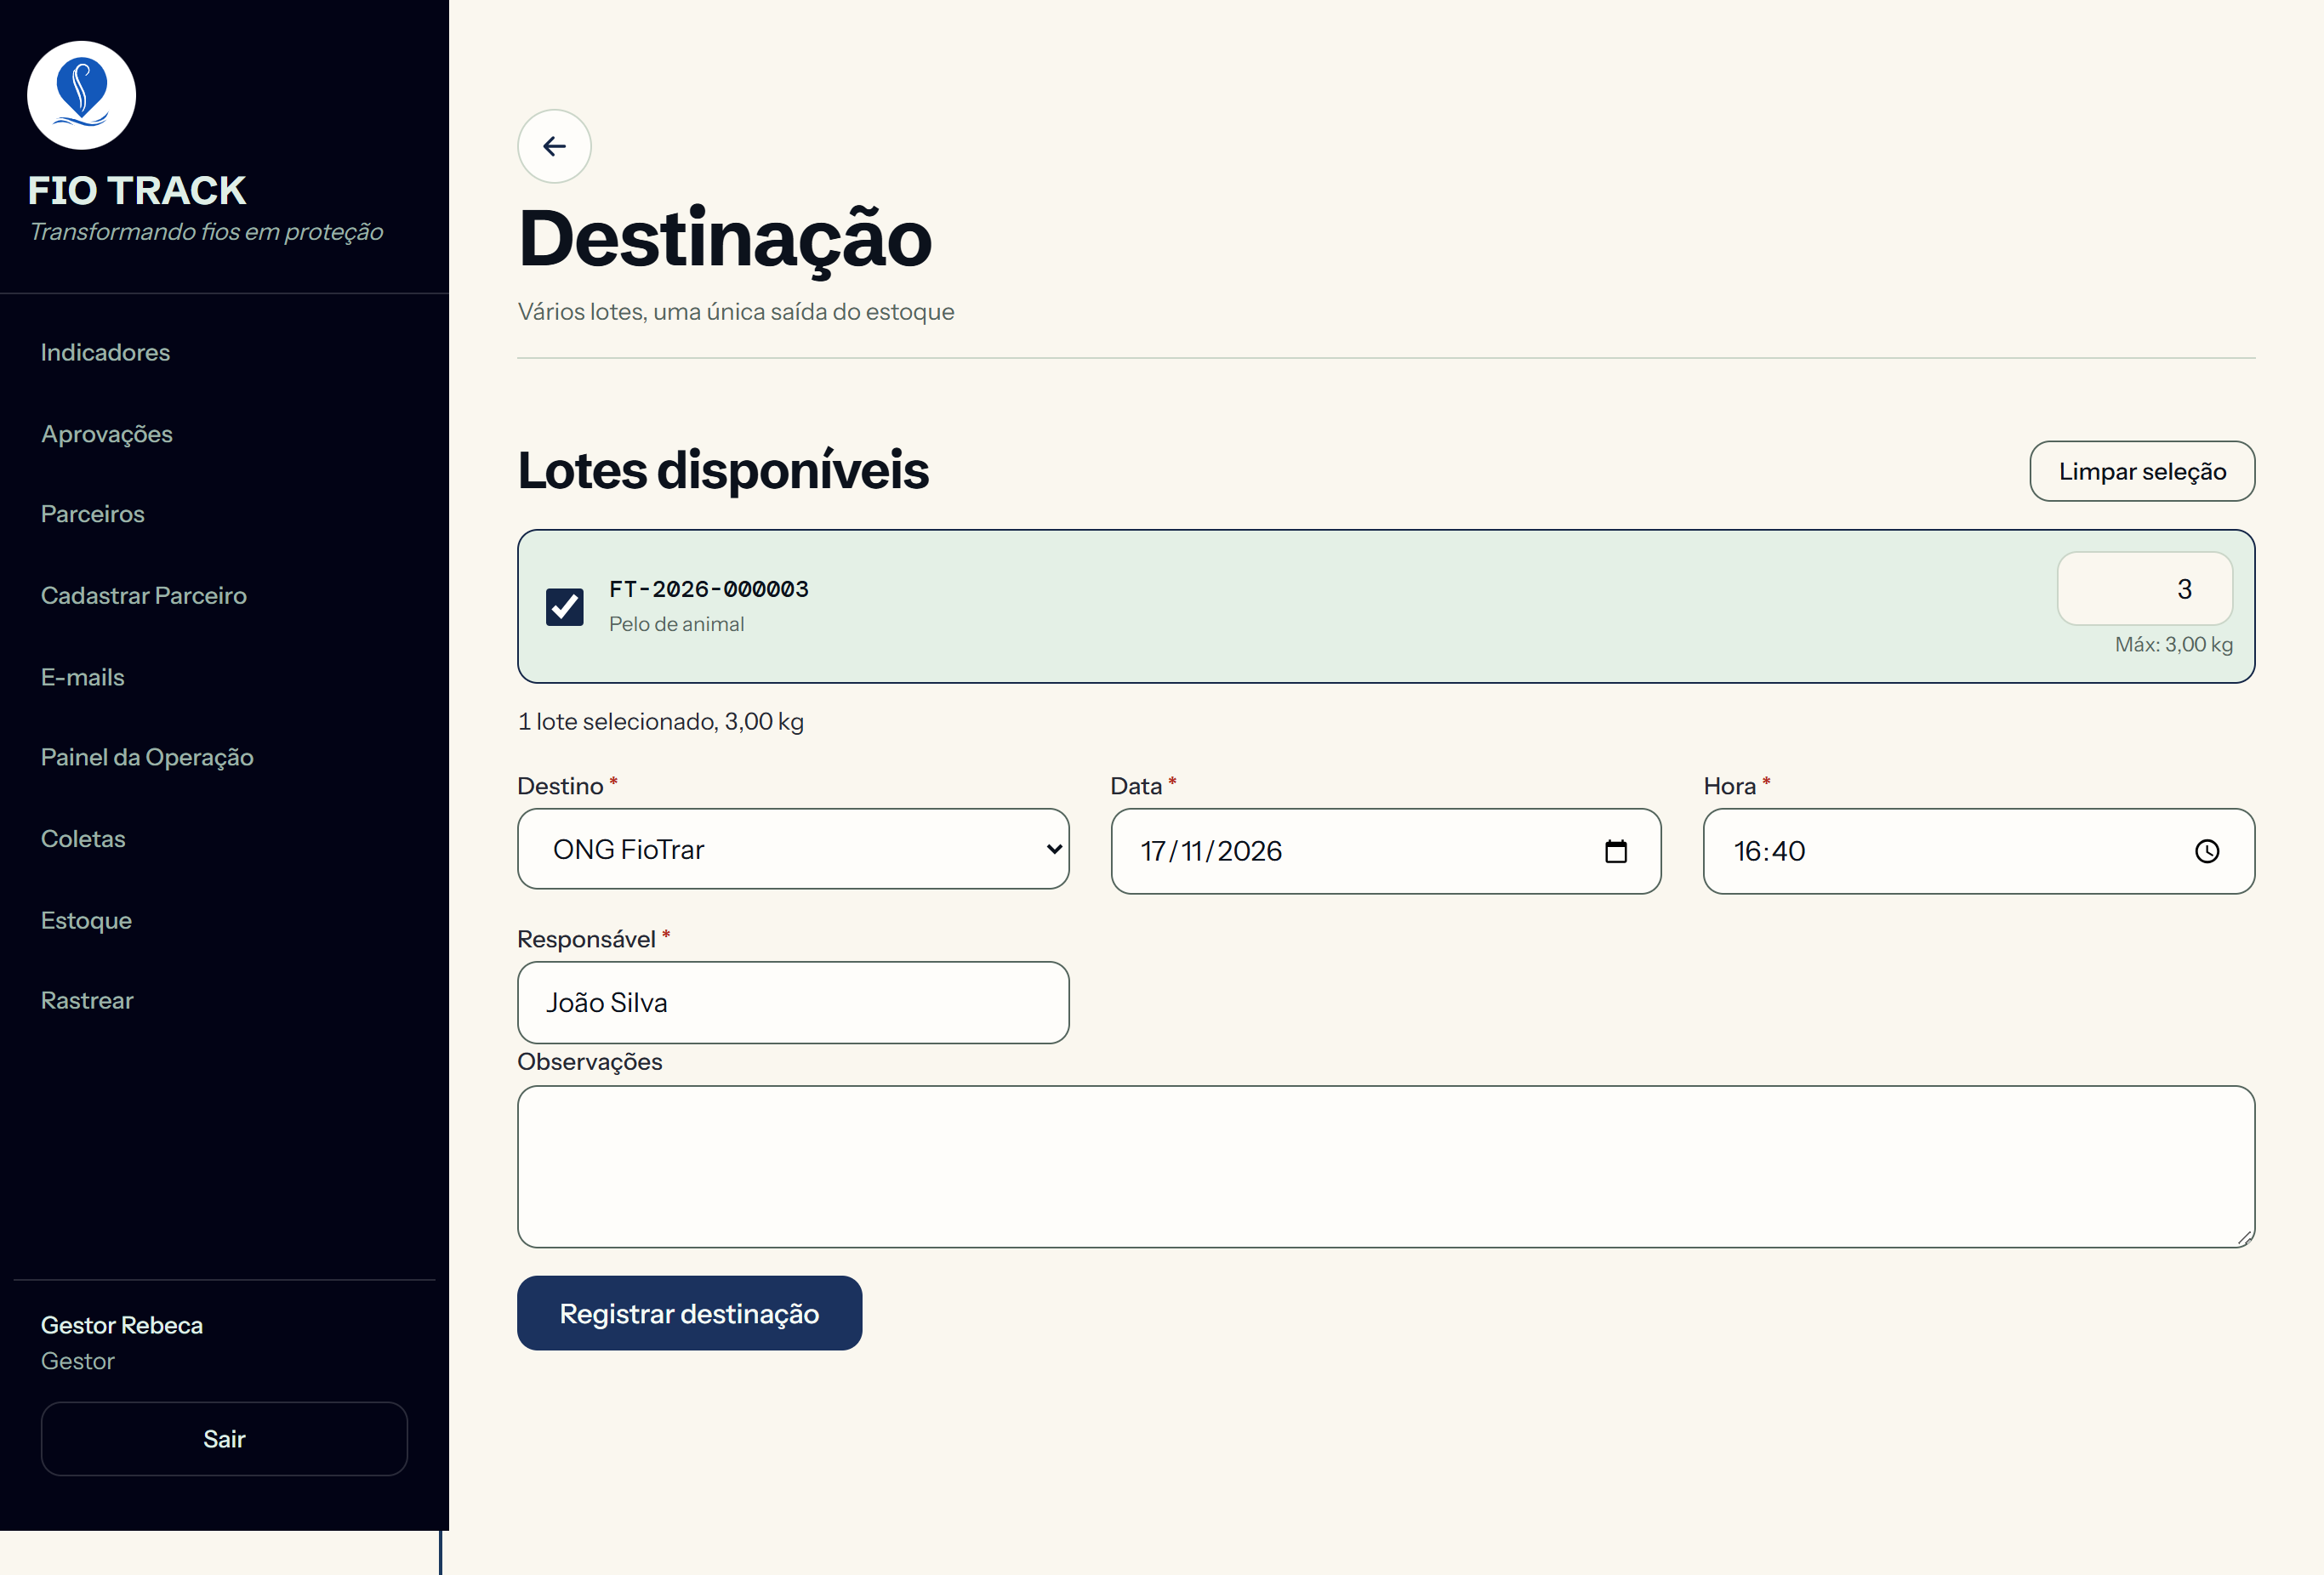 FIO TRACK
Transformando fios em proteção
Indicadores
Aprovações
Parceiros
Cadastrar Parceiro
E-mails
Painel da Operação
Coletas
Estoque
Rastrear
Gestor Rebeca
Gestor
Sair
Destinação
Vários lotes, uma única saída do estoque
Lotes disponíveis
Limpar seleção
FT-2026-000003
Pelo de animal
3
Máx: 3,00 kg
1 lote selecionado, 3,00 kg
Destino *
Data *
Hora *
ONG FioTrar
17/11/2026
16:40
Responsável *
João Silva
Observações
Registrar destinação